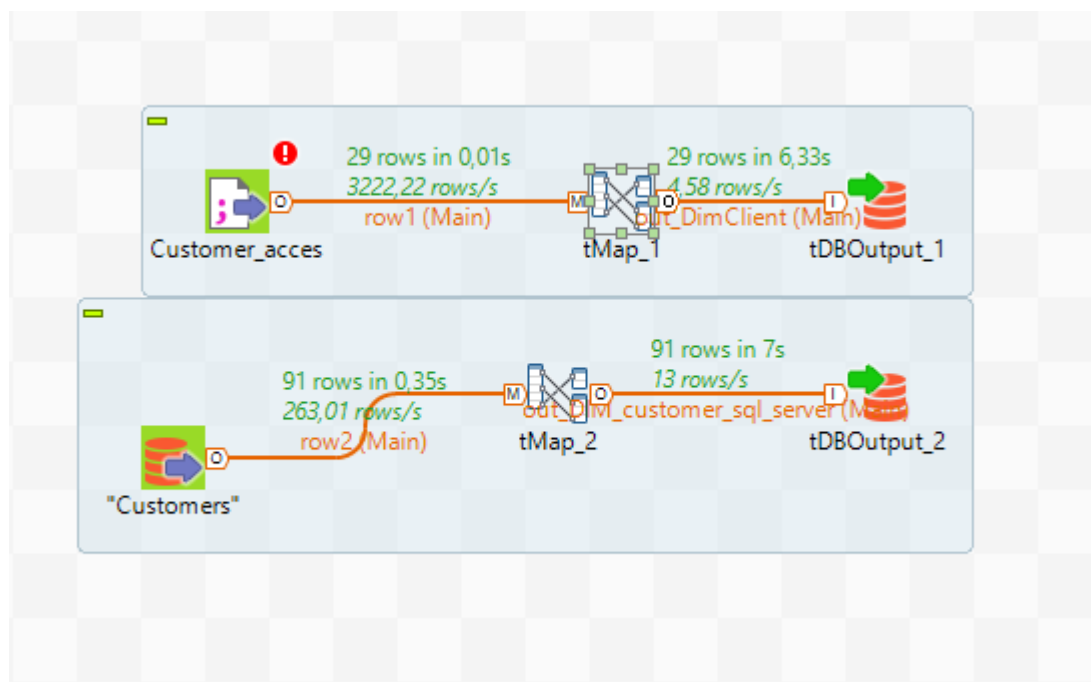 29 rows in 0,01s
3222,22 rows/s
row1 (Main)
29 rows in 6,33s
4,58 rows/s
out_DimClient (Main)
O
M
O
I
;
Customer_acces
tMap_1
tDBOutput_1
91 rows in 0,35s
263,01 rows/s
row2 (Main)
91 rows in 7s
13 rows/s
out_DIM_customer_sql_server (Main)
O
M
O
I
"Customers"
tMap_2
tDBOutput_2